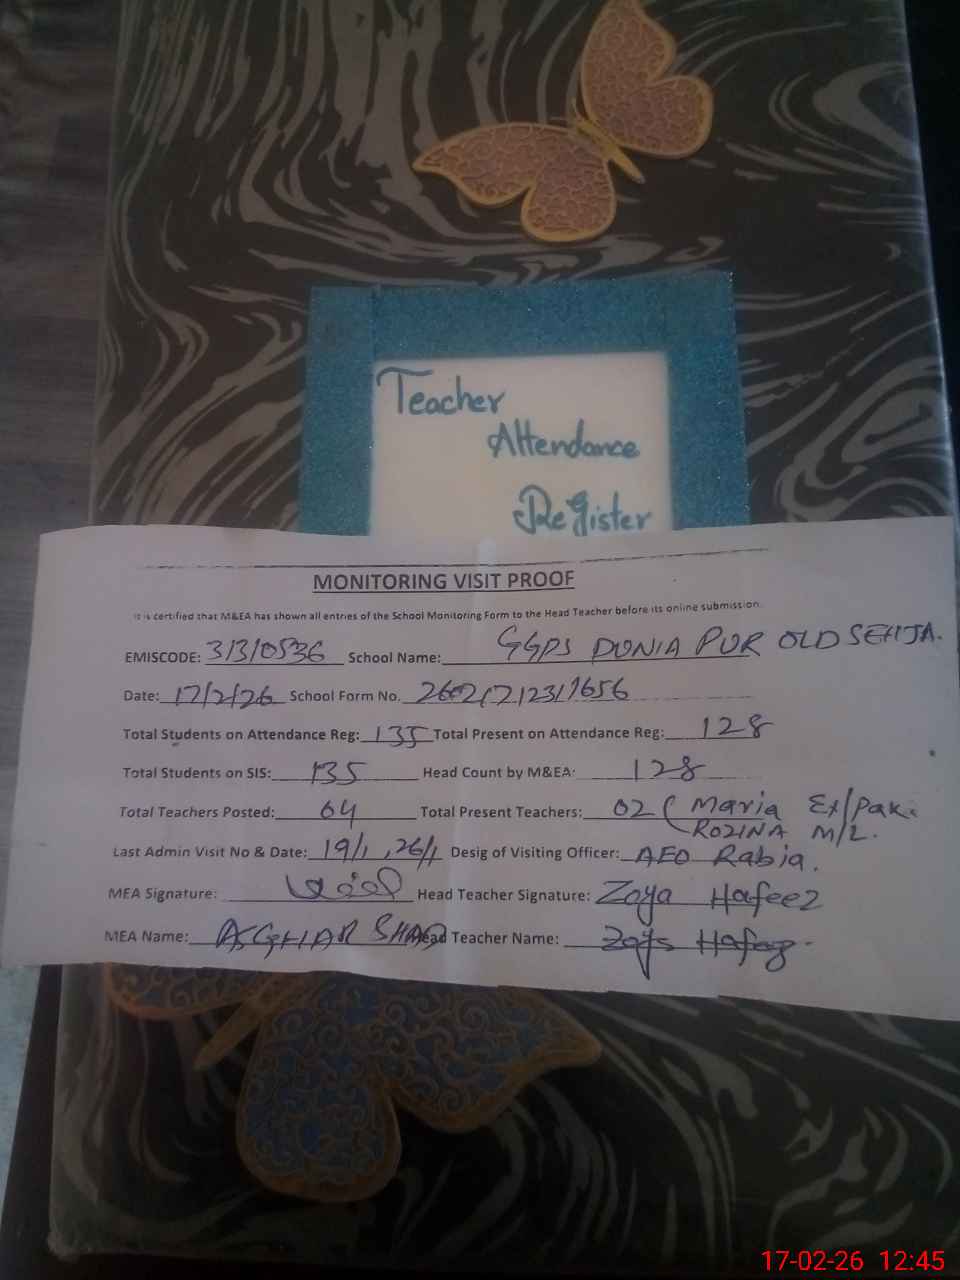 Teacher
Attendance
Register
MONITORING VISIT PROOF
It is certified that M&EA has shown all entries of the School Monitoring Form to the Head Teacher before its online submission.
EMISCODE: 31310536 School Name: GGPS DUNIA PUR OLD SEHJA.
Date: 17/2/26 School Form No.
Total Students on Attendance Reg: 135 Total Present on Attendance Reg: 128
Total Students on SIS: 135 Head Count by M&EA: 128
Total Teachers Posted: 04 Total Present Teachers: 02 ( Maria Ex/Pak.
ROZINA M/L.
Last Admin Visit No & Date: 19/1, 26/1 Desig of Visiting Officer: AEO Rabia.
MEA Signature: Head Teacher Signature: Zoya Hafeez
MEA Name: ASGHAR SHAD Head Teacher Name: Zoya Hafeez.
17-02-26 12:45